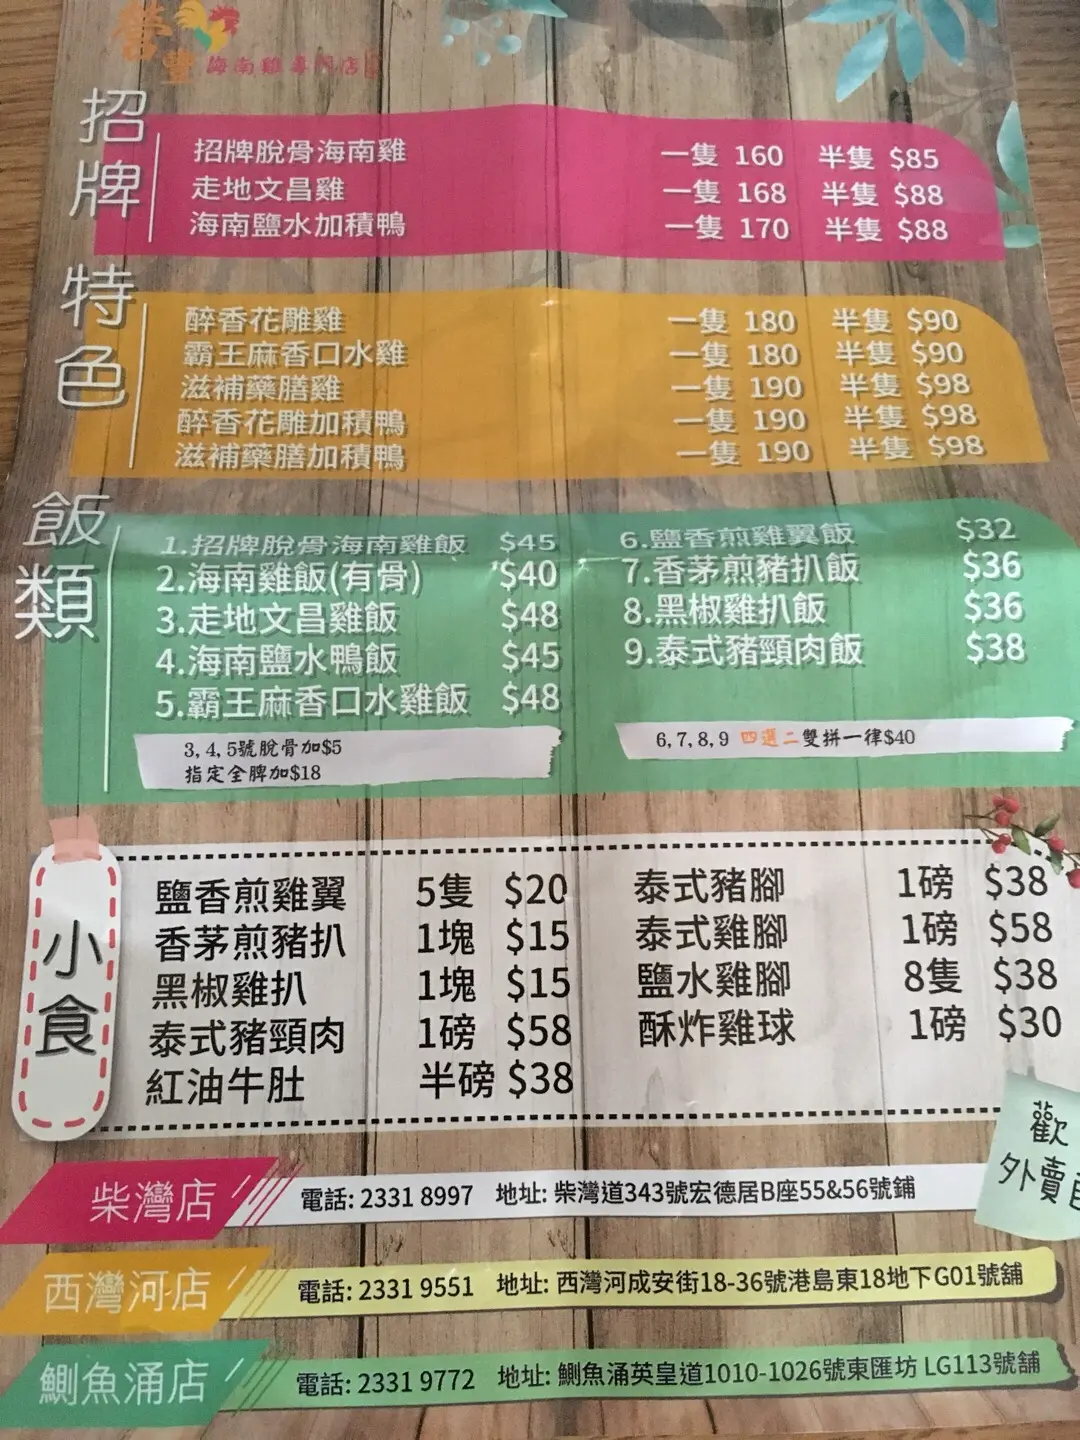 營豐
海南雞專門店
招牌
招牌脫骨海南雞 一隻 160 半隻 $85
走地文昌雞 一隻 168 半隻 $88
海南鹽水加積鴨 一隻 170 半隻 $88
特色
醉香花雕雞 一隻 180 半隻 $90
霸王麻香口水雞 一隻 180 半隻 $90
滋補藥膳雞 一隻 190 半隻 $98
醉香花雕加積鴨 一隻 190 半隻 $98
滋補藥膳加積鴨 一隻 190 半隻 $98
飯類
1.招牌脫骨海南雞飯 $45
2.海南雞飯(有骨) $40
3.走地文昌雞飯 $48
4.海南鹽水鴨飯 $45
5.霸王麻香口水雞飯 $48
3,4,5號脫骨加$5
指定全髀加$18
6.鹽香煎雞翼飯 $32
7.香茅煎豬扒飯 $36
8.黑椒雞扒飯 $36
9.泰式豬頸肉飯 $38
6,7,8,9 四選二雙拼一律$40
小食
鹽香煎雞翼 5隻 $20
香茅煎豬扒 1塊 $15
黑椒雞扒 1塊 $15
泰式豬頸肉 1磅 $58
紅油牛肚 半磅 $38
泰式豬腳 1磅 $38
泰式雞腳 1磅 $58
鹽水雞腳 8隻 $38
酥炸雞球 1磅 $30
歡
外賣
柴灣店 電話: 2331 8997 地址: 柴灣道343號宏德居B座55&56號鋪
西灣河店 電話: 2331 9551 地址: 西灣河成安街18-36號港島東18地下G01號舖
鰂魚涌店 電話: 2331 9772 地址: 鰂魚涌英皇道1010-1026號東匯坊 LG113號舖